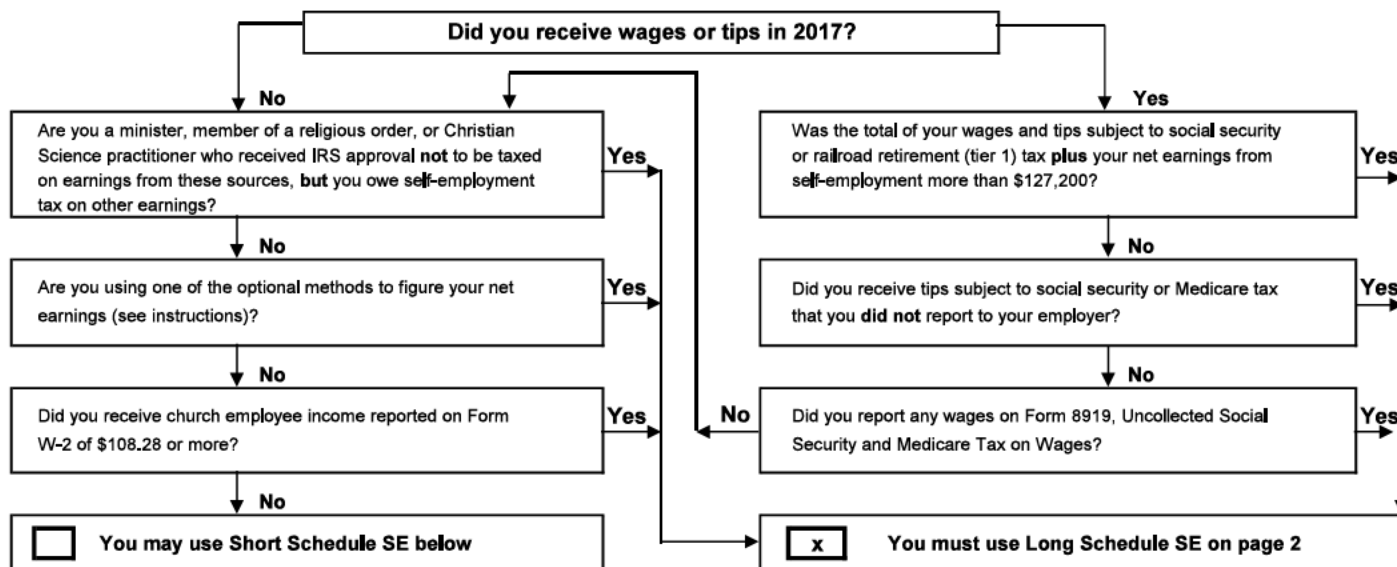 Did you receive wages or tips in 2017?
No
Yes
Are you a minister, member of a religious order, or Christian
Science practitioner who received IRS approval not to be taxed
on earnings from these sources, but you owe self-employment
tax on other earnings?
Yes
Was the total of your wages and tips subject to social security
or railroad retirement (tier 1) tax plus your net earnings from
self-employment more than $127,200?
Yes
No
No
Are you using one of the optional methods to figure your net
earnings (see instructions)?
Yes
Did you receive tips subject to social security or Medicare tax
that you did not report to your employer?
Yes
No
No
Did you receive church employee income reported on Form
W-2 of $108.28 or more?
Yes
No
Did you report any wages on Form 8919, Uncollected Social
Security and Medicare Tax on Wages?
Yes
No
You may use Short Schedule SE below
x
You must use Long Schedule SE on page 2